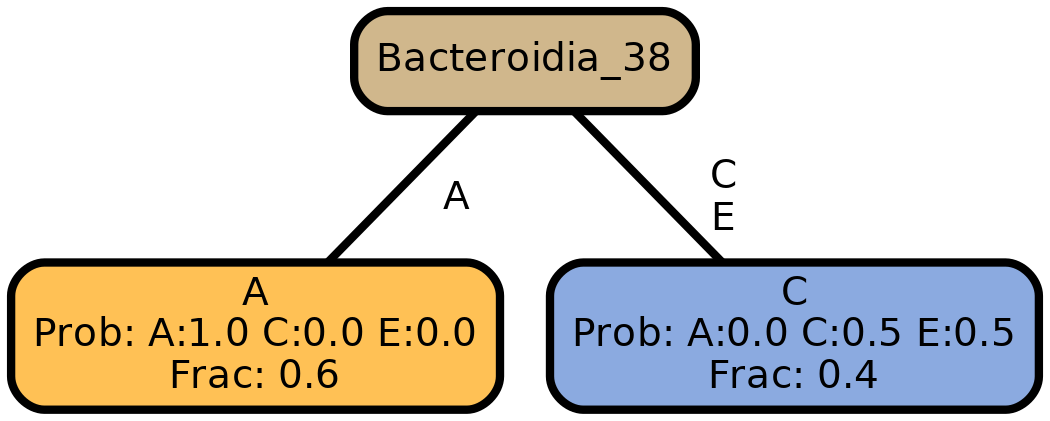 Bacteroidia_38
A
C
E
A
Prob: A:1.0 C:0.0 E:0.0
Frac: 0.6
C
Prob: A:0.0 C:0.5 E:0.5
Frac: 0.4